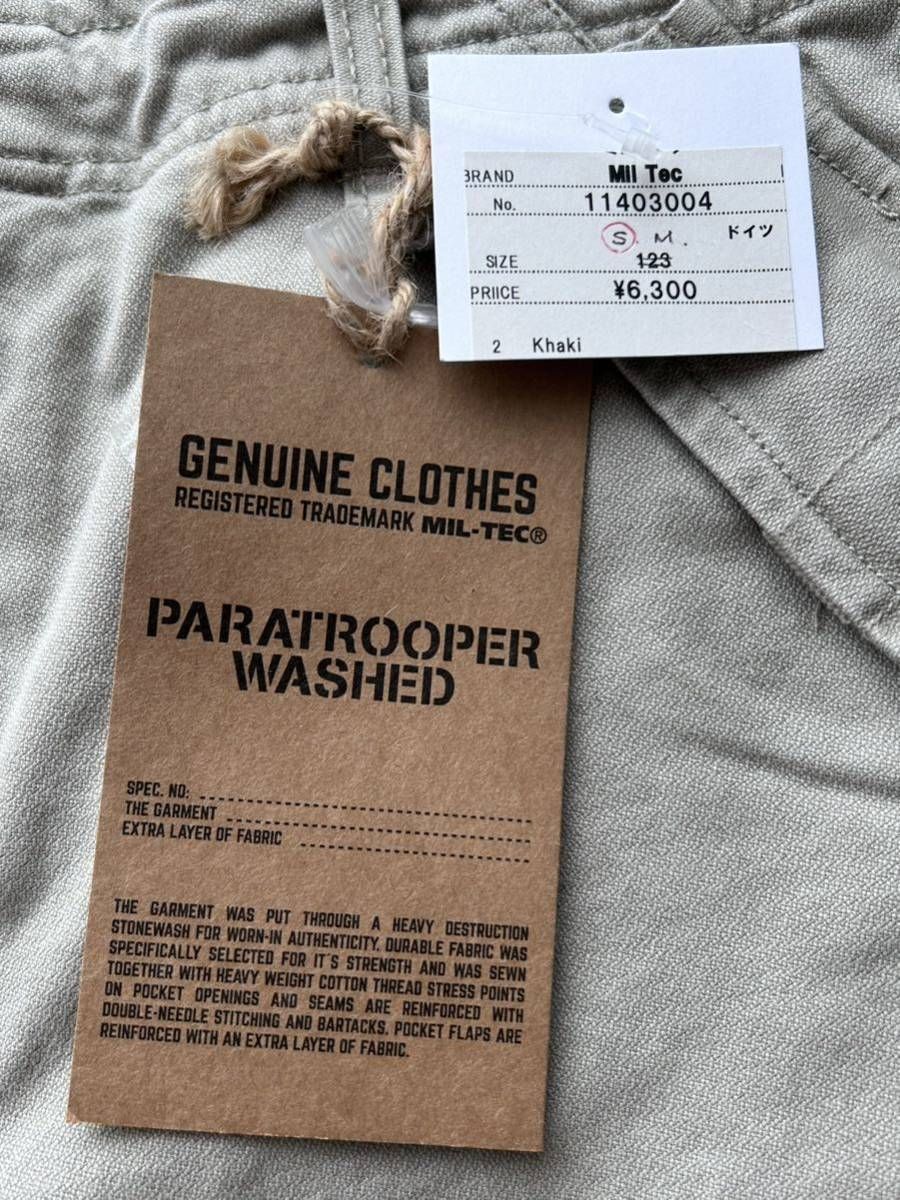 BRAND Mil Tec
No. 11403004
S. M. ドイツ
SIZE 123
PRIICE ¥6,300
2 Khaki
GENUINE CLOTHES
REGISTERED TRADEMARK MIL-TEC®
PARATROOPER
WASHED
SPEC. NO:
THE GARMENT
EXTRA LAYER OF FABRIC
THE GARMENT WAS PUT THROUGH A HEAVY DESTRUCTION
STONEWASH FOR WORN-IN AUTHENTICITY. DURABLE FABRIC WAS
SPECIFICALLY SELECTED FOR IT´S STRENGTH AND WAS SEWN
TOGETHER WITH HEAVY WEIGHT COTTON THREAD STRESS POINTS
ON POCKET OPENINGS AND SEAMS ARE REINFORCED WITH
DOUBLE-NEEDLE STITCHING AND BARTACKS. POCKET FLAPS ARE
REINFORCED WITH AN EXTRA LAYER OF FABRIC.